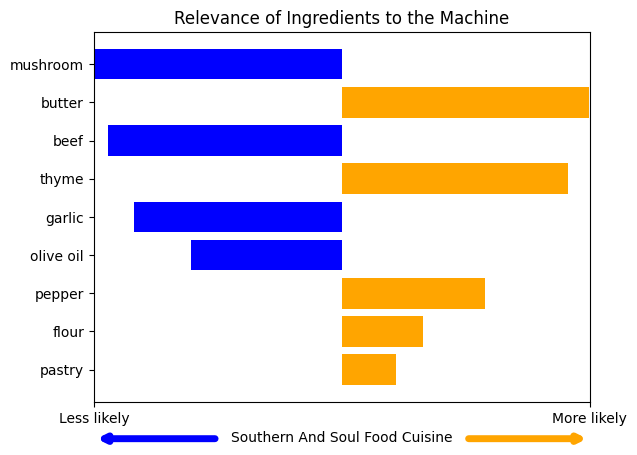 Relevance of Ingredients to the Machine
mushroom
butter
beef
thyme
garlic
olive oil
pepper
flour
pastry
Less likely
More likely
Southern And Soul Food Cuisine